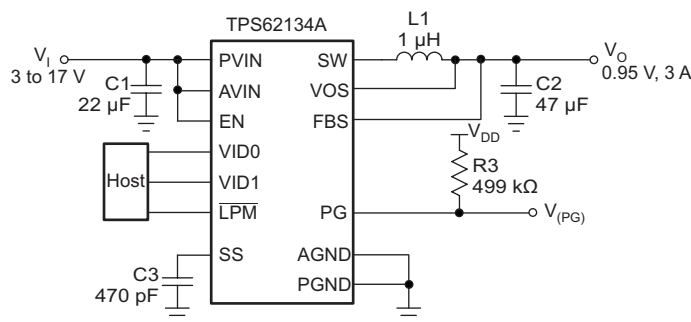 TPS62134A
L1
1 µH
V_I
3 to 17 V
C1
22 µF
PVIN
AVIN
EN
VID0
VID1
LPM
SS
SW
VOS
FBS
PG
AGND
PGND
Host
C3
470 pF
C2
47 µF
V_O
0.95 V, 3 A
V_DD
R3
499 kΩ
V_(PG)